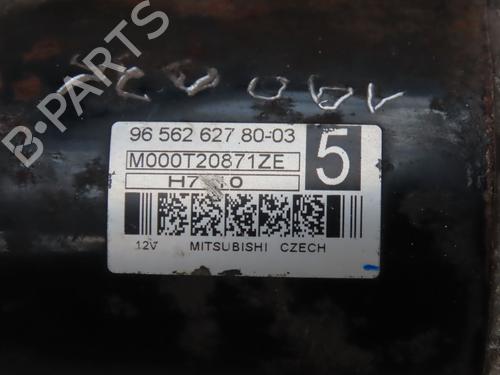 96 562 627 80-03
M000T20871ZE
5
12V MITSUBISHI CZECH
B-PARTS